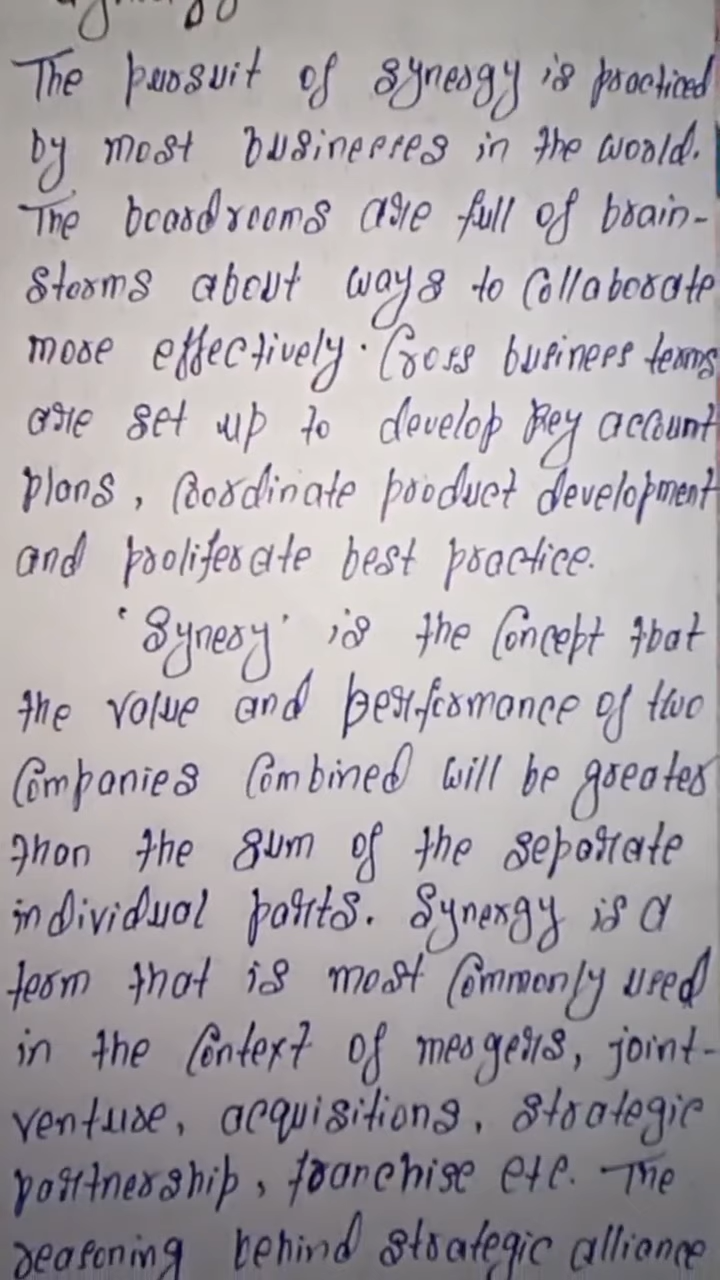 The pursuit of synergy is practiced
by most businesses in the world.
The boardrooms are full of brain-
storms about ways to Collaborate
more effectively. Cross business terms
are set up to develop key account
plans, Coordinate product development
and proliferate best practice.
'Synery' is the Concept that
the value and performance of two
Companies Combined will be greater
than the sum of the separate
individual parts. Synergy is a
term that is most Commonly used
in the Context of mergers, joint-
venture, acquisitions, strategic
partnership, franchise etc. The
reasoning behind strategic alliance